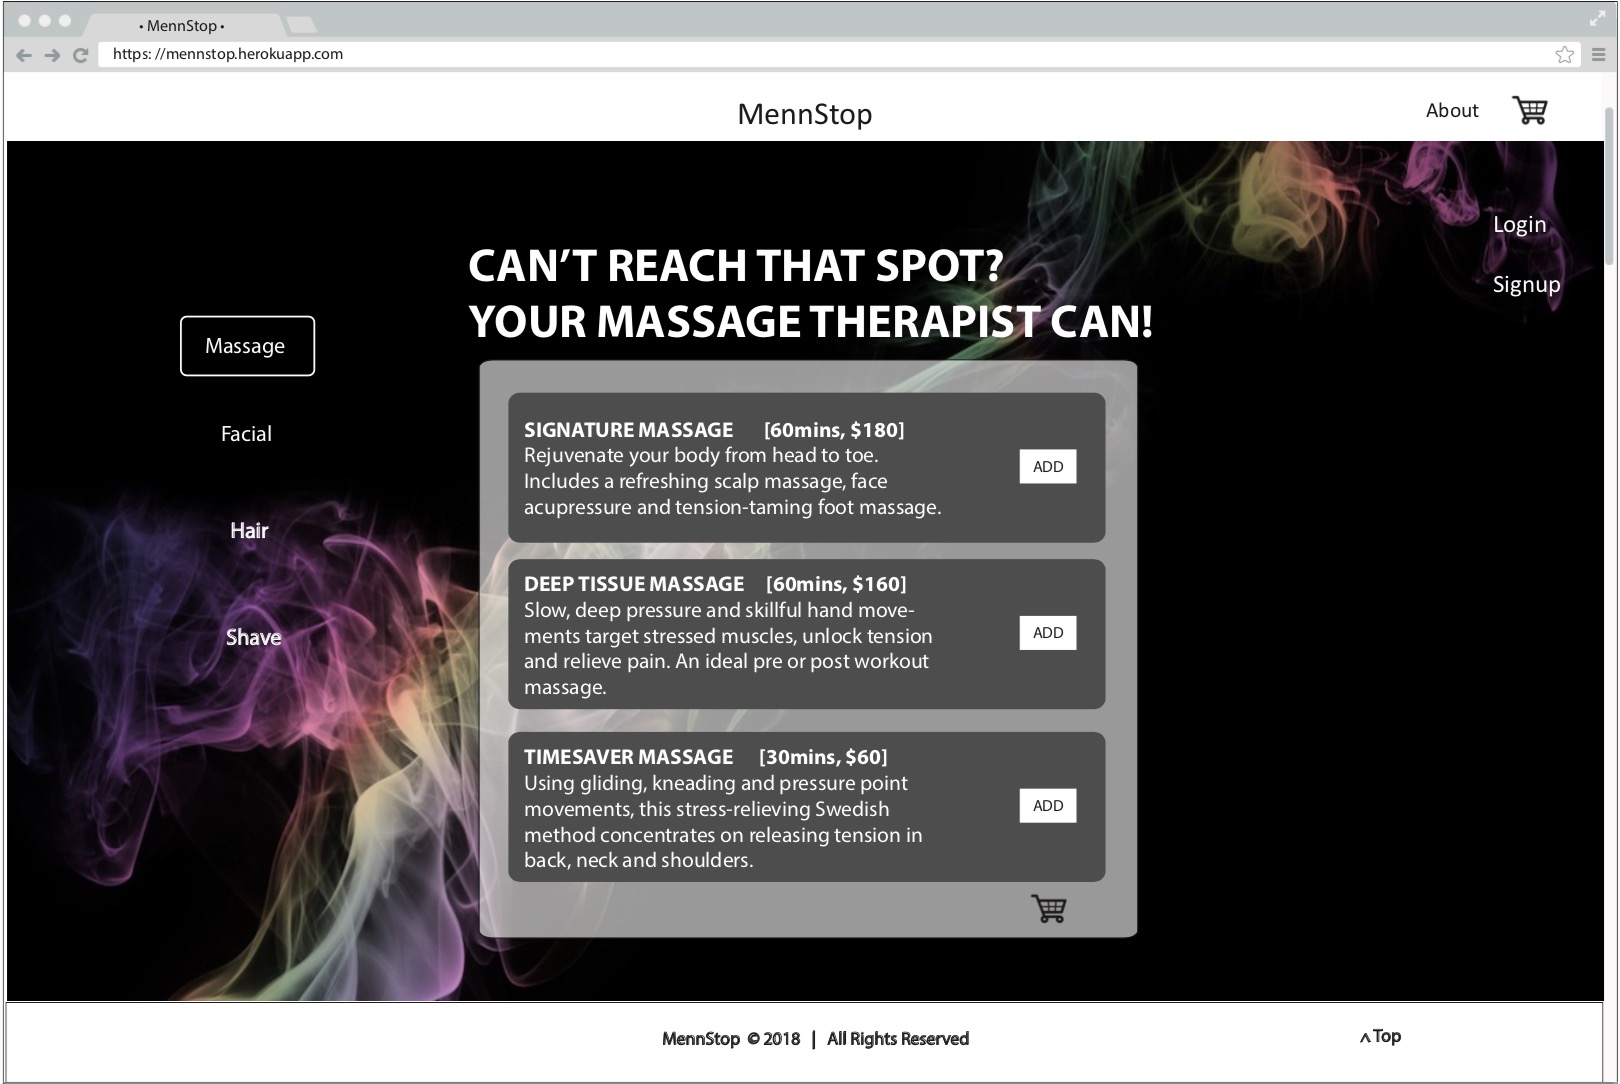 • MennStop •
https: //mennstop.herokuapp.com
MennStop
About
Login
Signup
CAN’T REACH THAT SPOT?
YOUR MASSAGE THERAPIST CAN!
Massage
Facial
Hair
Shave
SIGNATURE MASSAGE [60mins, $180]
Rejuvenate your body from head to toe.
Includes a refreshing scalp massage, face
acupressure and tension-taming foot massage.
ADD
DEEP TISSUE MASSAGE [60mins, $160]
Slow, deep pressure and skillful hand move-
ments target stressed muscles, unlock tension
and relieve pain. An ideal pre or post workout
massage.
ADD
TIMESAVER MASSAGE [30mins, $60]
Using gliding, kneading and pressure point
movements, this stress-relieving Swedish
method concentrates on releasing tension in
back, neck and shoulders.
ADD
MennStop © 2018 | All Rights Reserved
^ Top